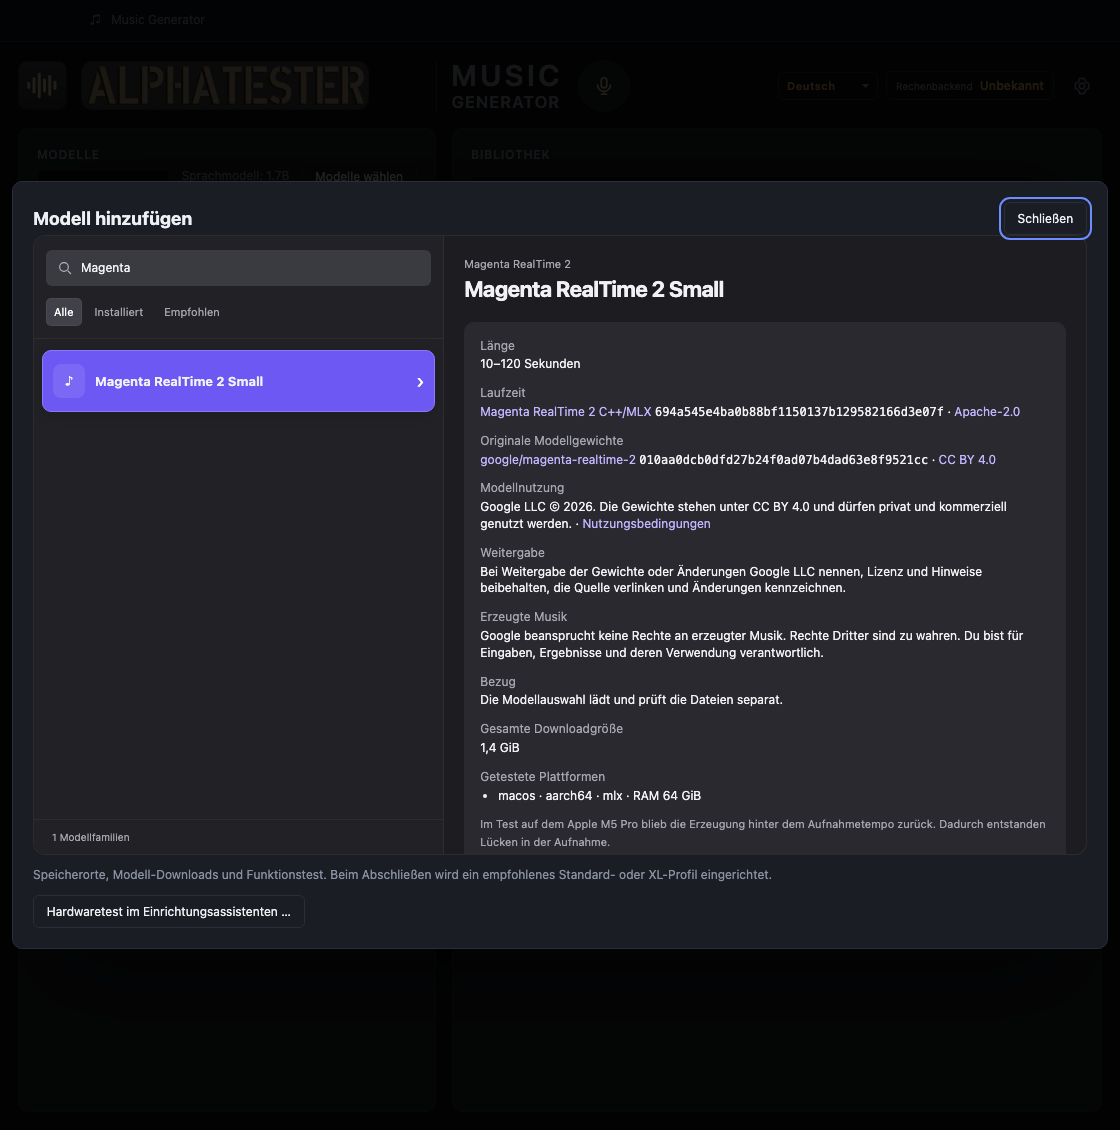 Music Generator
ALPHATESTER
MUSIC
GENERATOR
Deutsch
Rechenbackend Unbekannt
MODELLE
BIBLIOTHEK
Sprachmodell: 1.7B
Modelle wählen
Modell hinzufügen
Schließen
Magenta
Alle
Installiert
Empfohlen
Magenta RealTime 2 Small
1 Modellfamilien
Magenta RealTime 2
Magenta RealTime 2 Small
Länge
10–120 Sekunden
Laufzeit
Magenta RealTime 2 C++/MLX 694a545e4ba0b88bf1150137b129582166d3e07f · Apache-2.0
Originale Modellgewichte
google/magenta-realtime-2 010aa0dcb0dfd27b24f0ad07b4dad63e8f9521cc · CC BY 4.0
Modellnutzung
Google LLC © 2026. Die Gewichte stehen unter CC BY 4.0 und dürfen privat und kommerziell
genutzt werden. · Nutzungsbedingungen
Weitergabe
Bei Weitergabe der Gewichte oder Änderungen Google LLC nennen, Lizenz und Hinweise
beibehalten, die Quelle verlinken und Änderungen kennzeichnen.
Erzeugte Musik
Google beansprucht keine Rechte an erzeugter Musik. Rechte Dritter sind zu wahren. Du bist für
Eingaben, Ergebnisse und deren Verwendung verantwortlich.
Bezug
Die Modellauswahl lädt und prüft die Dateien separat.
Gesamte Downloadgröße
1,4 GiB
Getestete Plattformen
• macos · aarch64 · mlx · RAM 64 GiB
Im Test auf dem Apple M5 Pro blieb die Erzeugung hinter dem Aufnahmetempo zurück. Dadurch entstanden
Lücken in der Aufnahme.
Speicherorte, Modell-Downloads und Funktionstest. Beim Abschließen wird ein empfohlenes Standard- oder XL-Profil eingerichtet.
Hardwaretest im Einrichtungsassistenten ...